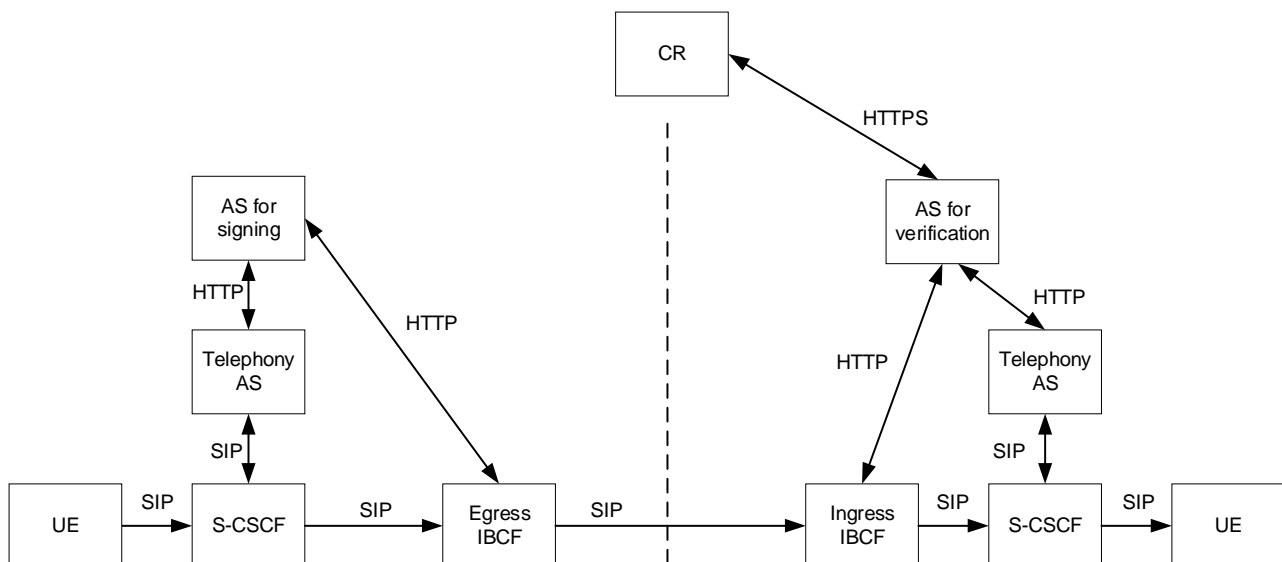 CR
HTTPS
AS for
signing
AS for
verification
HTTP
HTTP
HTTP
HTTP
Telephony
AS
Telephony
AS
SIP
SIP
UE
SIP
S-CSCF
SIP
Egress
IBCF
SIP
Ingress
IBCF
SIP
S-CSCF
SIP
UE